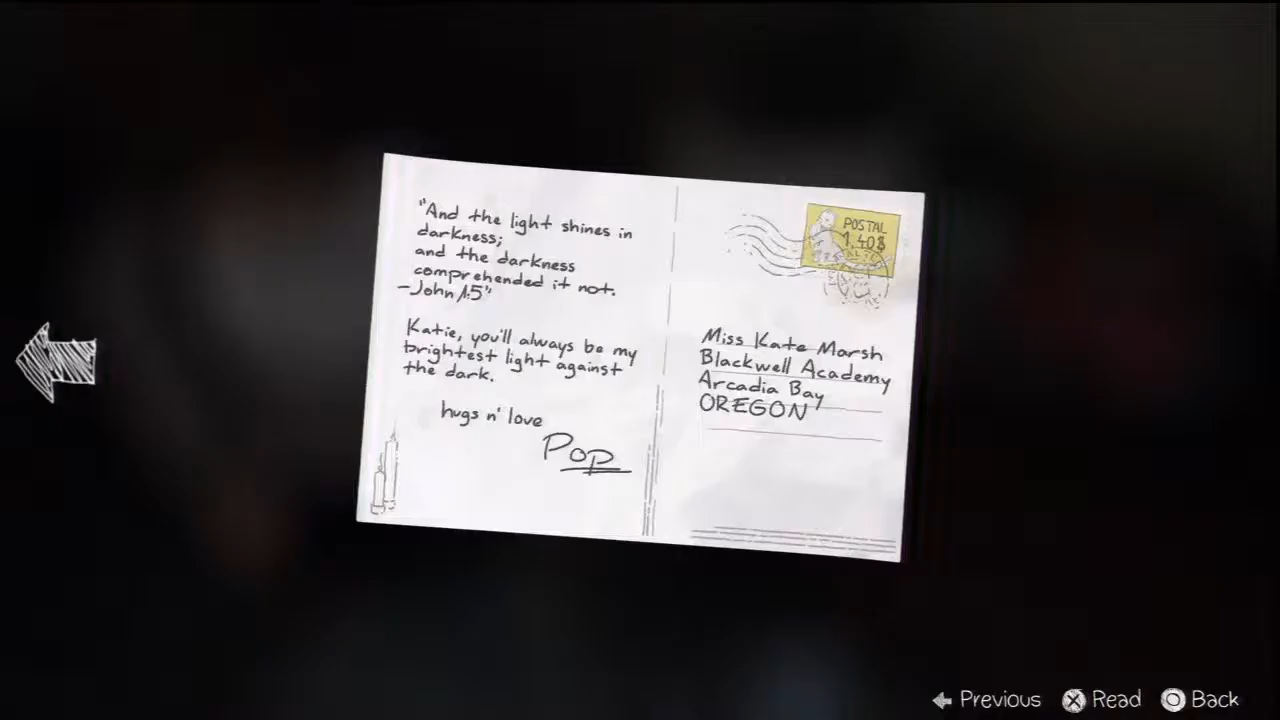 "And the light shines in
darkness;
and the darkness
comprehended it not.
-John 1:5"
Katie, you'll always be my
brightest light against
the dark.
hugs n' love
Pop
POSTAL
1.40$
Miss Kate Marsh
Blackwell Academy
Arcadia Bay
OREGON
Previous
Read
Back